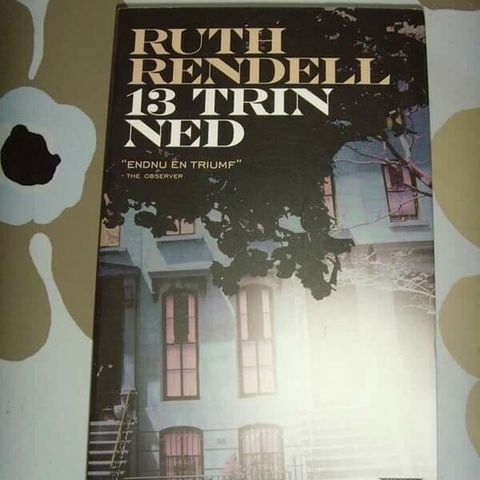 RUTH
RENDELL
13 TRIN
NED
"ENDNU EN TRIUMF"
- THE OBSERVER